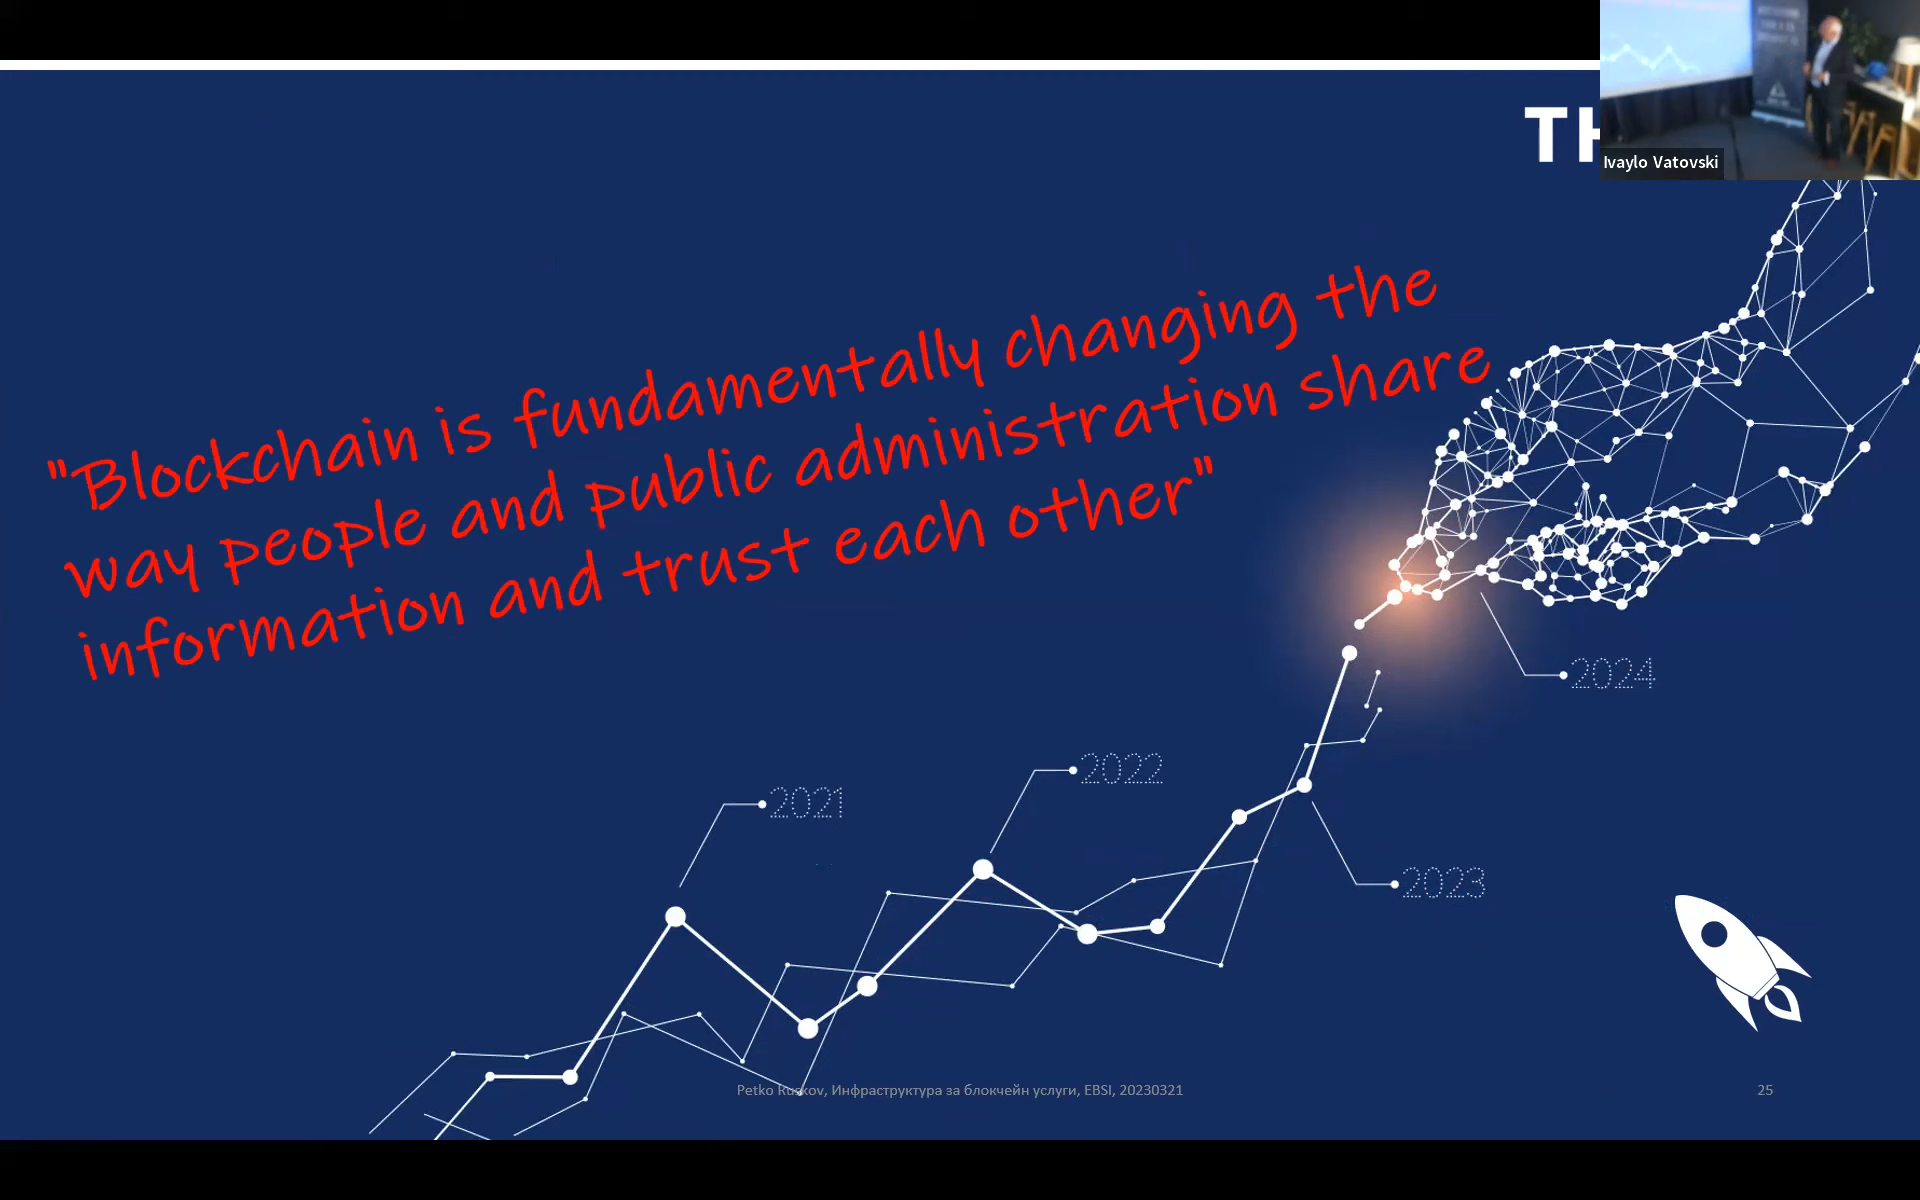 TH
Ivaylo Vatovski
"Blockchain is fundamentally changing the
way people and public administration share
information and trust each other"
2024
2022
2021
2023
Petko Ruskov, Инфраструктура за блокчейн услуги, EBSI, 20230321
25